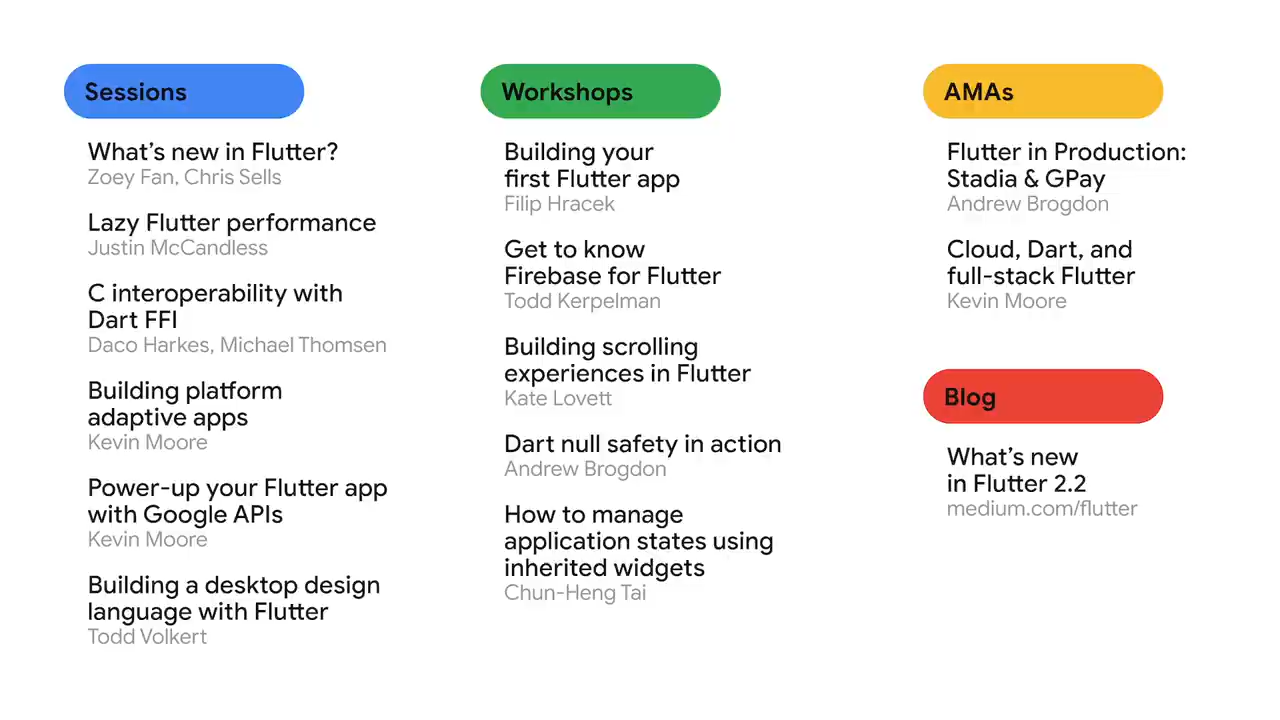 Sessions
What’s new in Flutter?
Zoey Fan, Chris Sells
Lazy Flutter performance
Justin McCandless
C interoperability with
Dart FFI
Daco Harkes, Michael Thomsen
Building platform
adaptive apps
Kevin Moore
Power-up your Flutter app
with Google APIs
Kevin Moore
Building a desktop design
language with Flutter
Todd Volkert
Workshops
Building your
first Flutter app
Filip Hracek
Get to know
Firebase for Flutter
Todd Kerpelman
Building scrolling
experiences in Flutter
Kate Lovett
Dart null safety in action
Andrew Brogdon
How to manage
application states using
inherited widgets
Chun-Heng Tai
AMAs
Flutter in Production:
Stadia & GPay
Andrew Brogdon
Cloud, Dart, and
full-stack Flutter
Kevin Moore
Blog
What’s new
in Flutter 2.2
medium.com/flutter